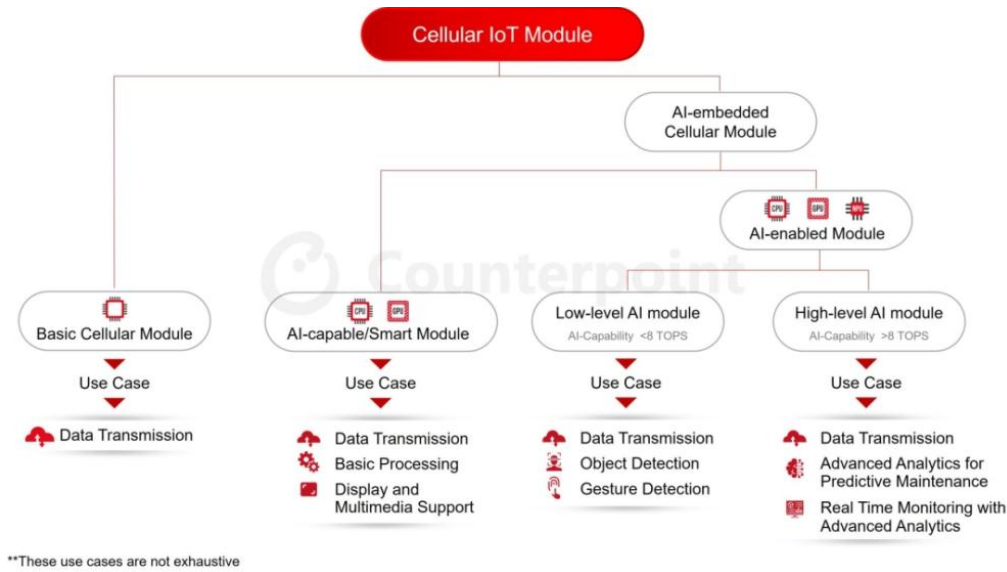 Cellular IoT Module
AI-embedded
Cellular Module
CPU
GPU
AI-enabled Module
Counterpoint
Basic Cellular Module
CPU
GPU
AI-capable/Smart Module
Low-level AI module
AI-Capability <8 TOPS
High-level AI module
AI-Capability >8 TOPS
Use Case
Use Case
Use Case
Use Case
Data Transmission
Data Transmission
Basic Processing
Display and
Multimedia Support
Data Transmission
Object Detection
Gesture Detection
Data Transmission
Advanced Analytics for
Predictive Maintenance
Real Time Monitoring with
Advanced Analytics
**These use cases are not exhaustive